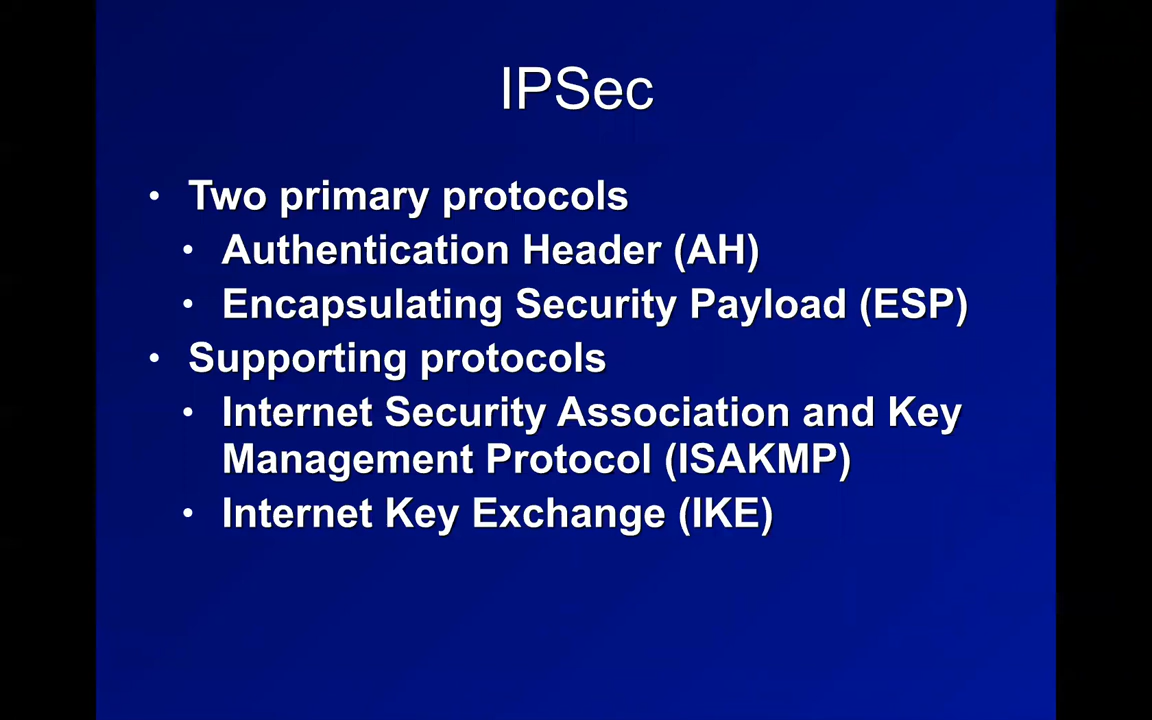 IPSec
• Two primary protocols
• Authentication Header (AH)
• Encapsulating Security Payload (ESP)
• Supporting protocols
• Internet Security Association and Key
Management Protocol (ISAKMP)
• Internet Key Exchange (IKE)